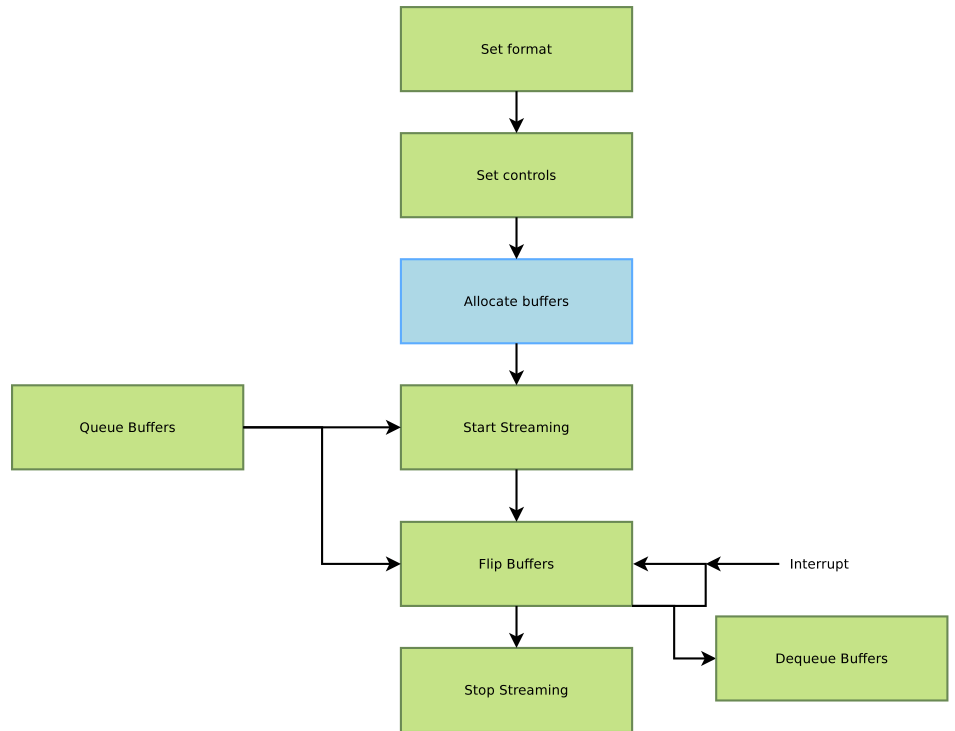 Set format
Set controls
Allocate buffers
Queue Buffers
Start Streaming
Flip Buffers
Interrupt
Dequeue Buffers
Stop Streaming